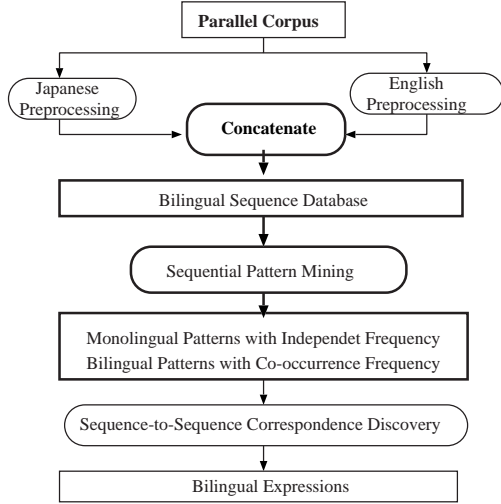 Parallel Corpus
Japanese
Preprocessing
English
Preprocessing
Concatenate
Bilingual Sequence Database
Sequential Pattern Mining
Monolingual Patterns with Independet Frequency
Bilingual Patterns with Co-occurrence Frequency
Sequence-to-Sequence Correspondence Discovery
Bilingual Expressions